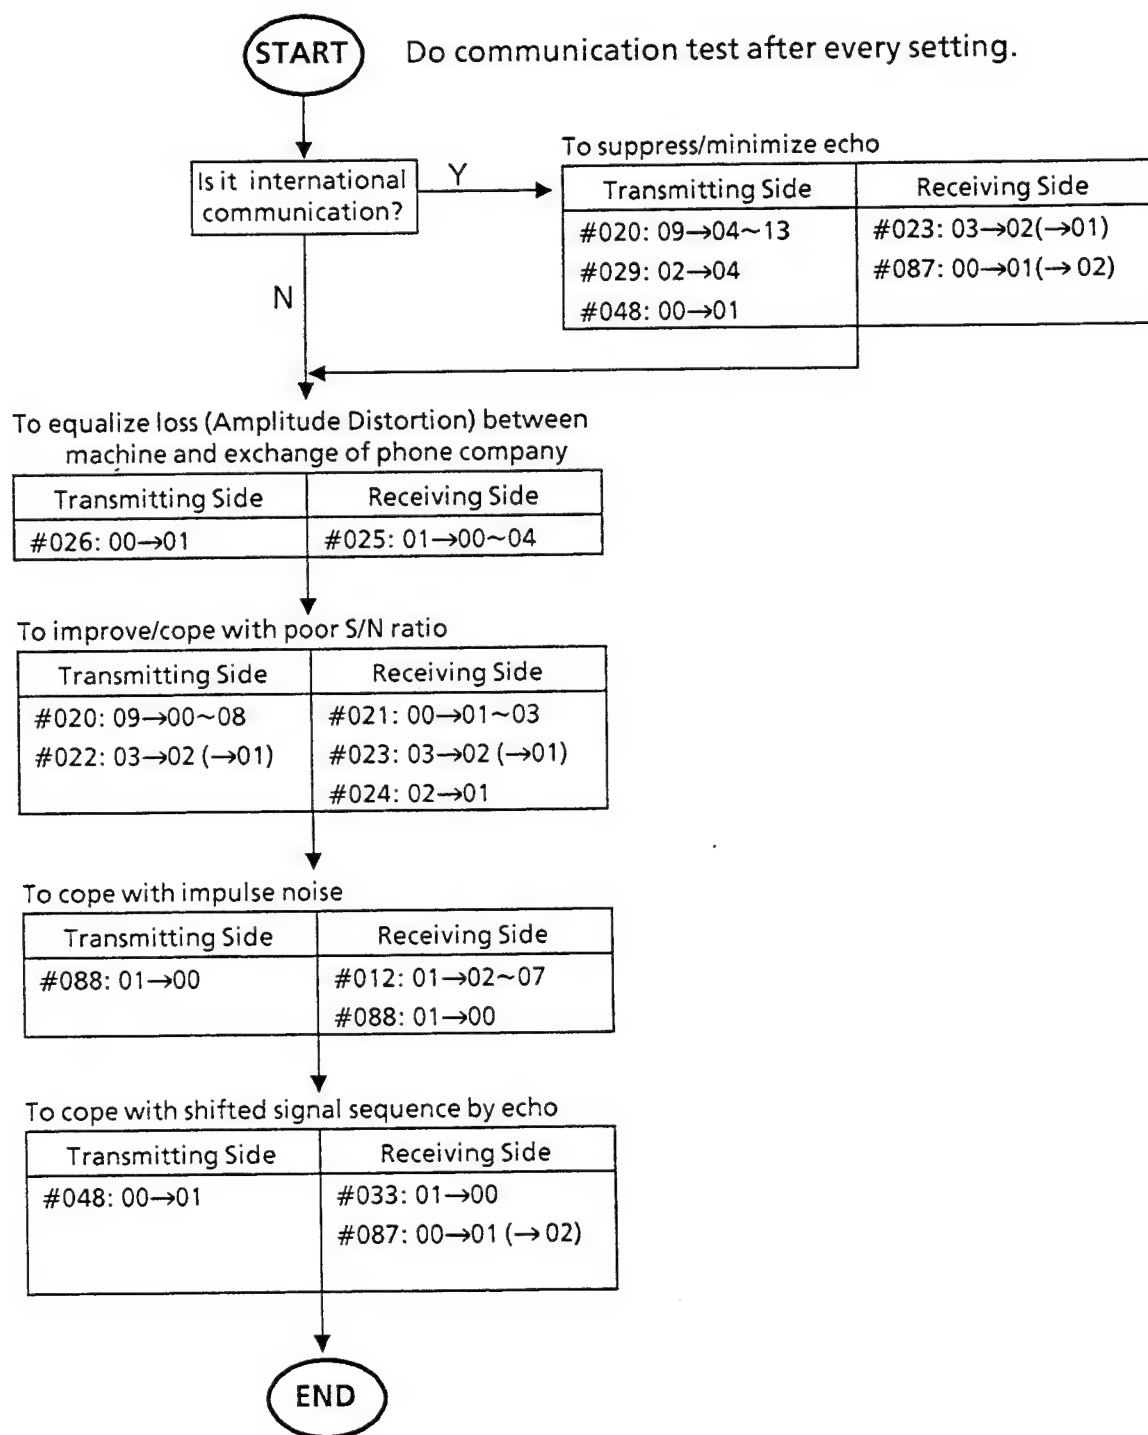 START
Do communication test after every setting.
Is it international
communication?
Y
N
To suppress/minimize echo
Transmitting Side
Receiving Side
#020: 09→04~13
#023: 03→02(→01)
#029: 02→04
#087: 00→01(→ 02)
#048: 00→01
To equalize loss (Amplitude Distortion) between
machine and exchange of phone company
Transmitting Side
Receiving Side
#026: 00→01
#025: 01→00~04
To improve/cope with poor S/N ratio
Transmitting Side
Receiving Side
#020: 09→00~08
#021: 00→01~03
#022: 03→02 (→01)
#023: 03→02 (→01)
#024: 02→01
To cope with impulse noise
Transmitting Side
Receiving Side
#088: 01→00
#012: 01→02~07
#088: 01→00
To cope with shifted signal sequence by echo
Transmitting Side
Receiving Side
#048: 00→01
#033: 01→00
#087: 00→01 (→ 02)
END